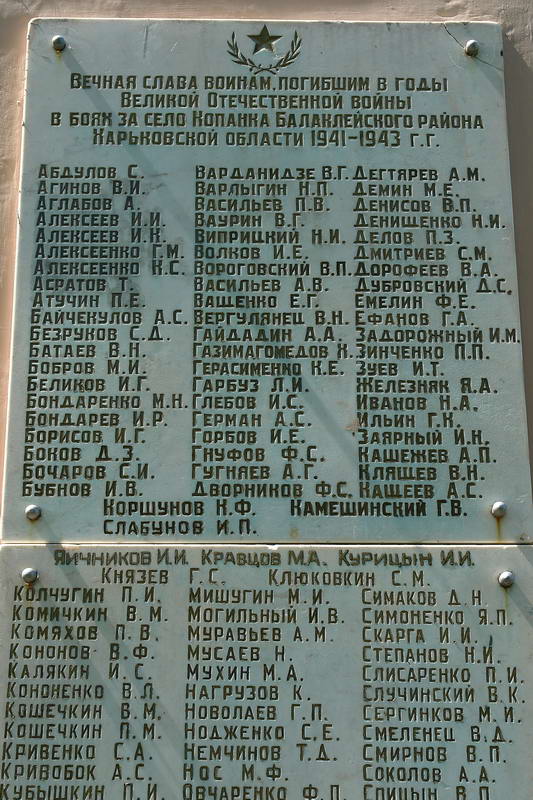 Вечная слава воинам, погибшим в годы
Великой Отечественной войны
в боях за село Копанка Балаклейского района
Харьковской области 1941-1943 г.г.
Абдулов С. Варданидзе В.Г. Дегтярев А.М.
Агинов В.И. Варлыгин Н.П. Демин М.Е.
Аглабов А. Васильев П.В. Денисов В.П.
Алексеев И.И. Ваурин В.Г. Денищенко Н.И.
Алексеев И.К. Виприцкий Н.И. Делов П.З.
Алексеенко Г.М. Волков И.Е. Дмитриев С.М.
Алексеенко К.С. Вороговский В.П. Дорофеев В.А.
Асратов Т. Васильев А.В. Дубровский Д.С.
Атучин П.Е. Ващенко Е.Г. Емелин Ф.Е.
Байчекулов А.С. Вергулянец В.Н. Ефанов Г.А.
Безруков С.Д. Гайдадин А.А. Задорожный И.М.
Батаев В.Н. Газимагомедов Х. Зинченко П.П.
Бобров М.И. Герасименко К.Е. Зуев И.Т.
Беликов И.Г. Гарбуз Л.И. Железняк Я.А.
Бондаренко М.Н. Глебов И.С. Иванов Н.А.
Бондарев И.Р. Герман А.С. Ильин Г.К.
Борисов И.Г. Горбов И.Е. Заярный И.К.
Боков Д.З. Гнуфов Ф.С. Кашежев А.П.
Бочаров С.И. Гугняев А.Г. Клящев В.Н.
Бубнов И.В. Дворников Ф.С. Кащеев А.С.
Коршунов К.Ф. Камешинский Г.В.
Слабунов И.П.
Яичников И.И. Кравцов М.А. Курицын И.И.
Князев Г.С. Клюковкин С.М.
Колчугин П.И. Мишугин М.И. Симаков Д.Н.
Комичкин В.М. Могильный И.В. Симоненко Я.П.
Комяхов П.В. Муравьев А.М. Скарга И.И.
Кононов В.Ф. Мусаев Н. Степанов Н.И.
Калякин И.С. Мухин М.А. Слисаренко П.И.
Кононенко В.Л. Нагрузов К. Случинский В.К.
Кошечкин В.М. Новолаев Г.П. Сергинков М.И.
Кошечкин П.М. Нодженко С.Е. Смеленец В.Д.
Кривенко С.А. Немчинов Т.Д. Смирнов В.П.
Кривобок А.С. Нос М.Ф. Соколов А.А.
Кубышкин П.И. Овчаренко Ф.П. Спицын В.П.